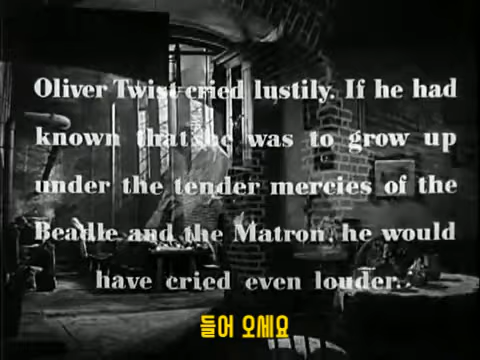 Oliver Twist cried lustily. If he had
known that he was to grow up
under the tender mercies of the
Beadle and the Matron, he would
have cried even louder.
들어 오세요